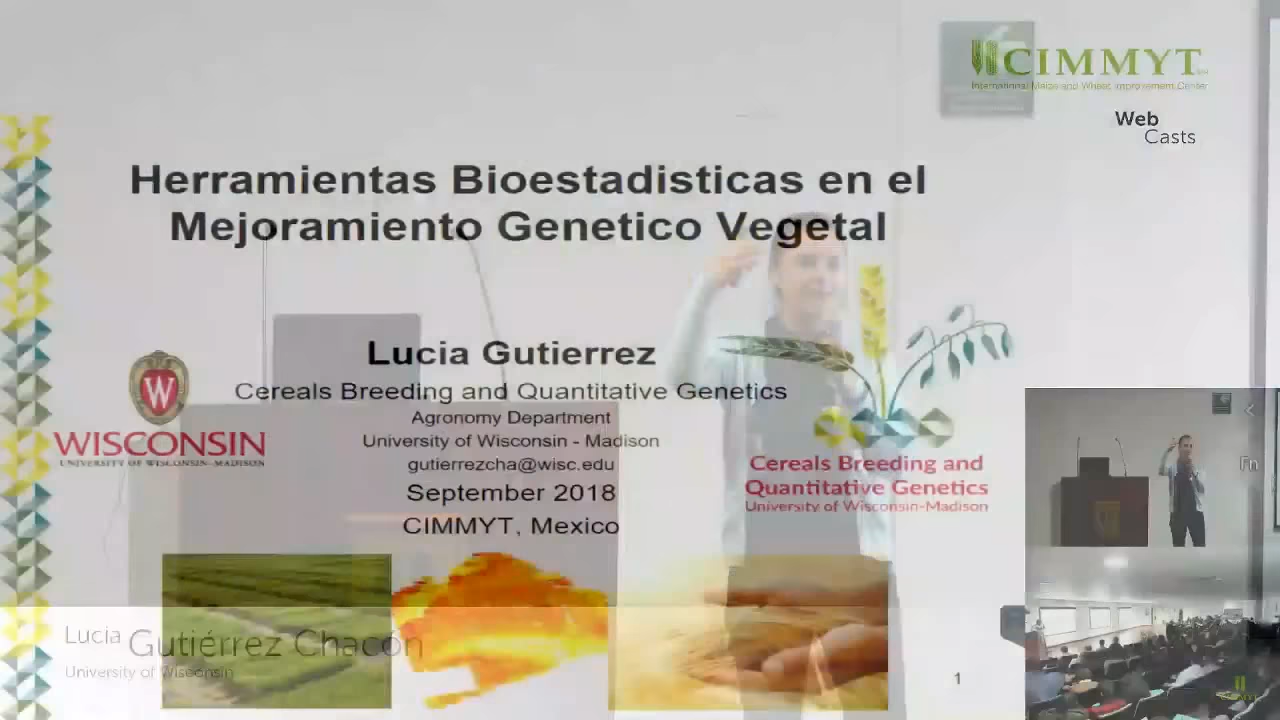 CIMMYT
International Maize and Wheat Improvement Center
Web
Casts
Herramientas Bioestadisticas en el
Mejoramiento Genetico Vegetal
Lucia Gutierrez
Cereals Breeding and Quantitative Genetics
Agronomy Department
University of Wisconsin - Madison
gutierrezcha@wisc.edu
September 2018
CIMMYT, Mexico
W
WISCONSIN
UNIVERSITY OF WISCONSIN-MADISON
Cereals Breeding and
Quantitative Genetics
University of Wisconsin-Madison
Lucia Gutiérrez Chacón
University of Wisconsin
1